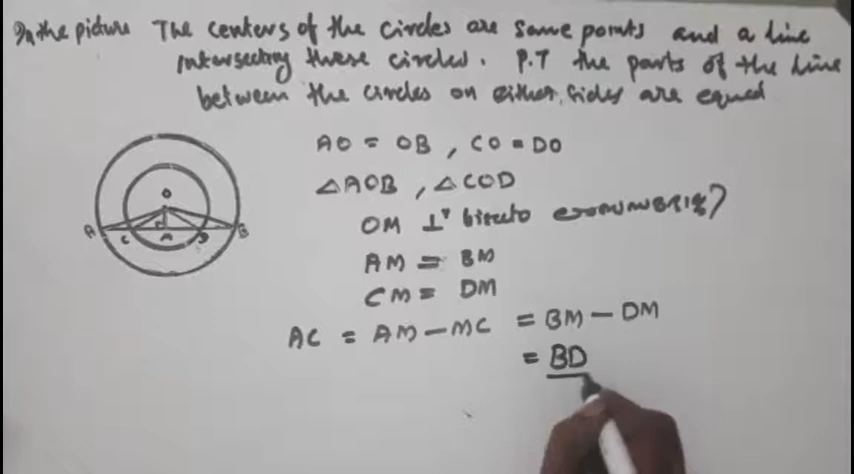 In the picture The centers of the circles are same points and a line
intersecting these circles. P.T the parts of the line
between the circles on either sides are equal
AO = OB, CO = DO
△AOB, △COD
O
OM ⊥r
A C M D B
AM = BM
CM = DM
AC = AM - MC = BM - DM
= BD